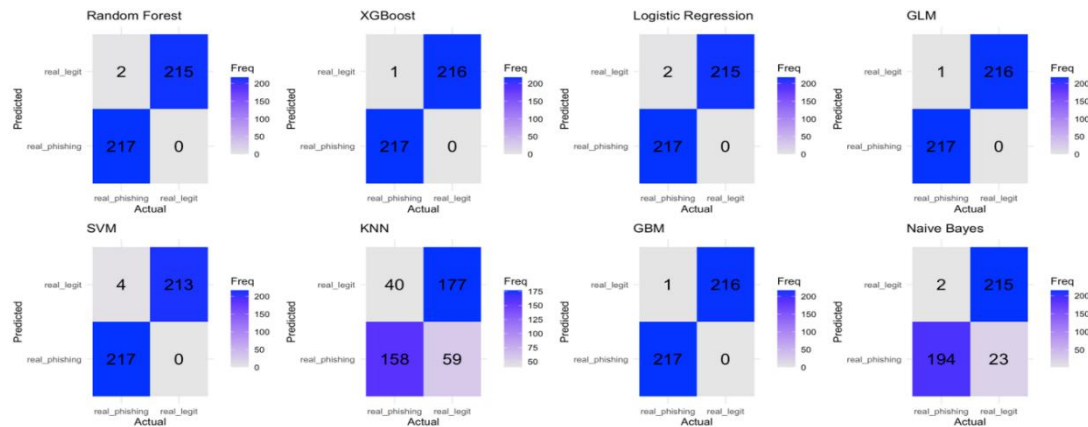 Random Forest
Predicted
real_legit
real_phishing
2 215
217 0
real_phishing real_legit
Actual
Freq
200
150
100
50
0
XGBoost
Predicted
real_legit
real_phishing
1 216
217 0
real_phishing real_legit
Actual
Freq
200
150
100
50
0
Logistic Regression
Predicted
real_legit
real_phishing
2 215
217 0
real_phishing real_legit
Actual
Freq
200
150
100
50
0
GLM
Predicted
real_legit
real_phishing
1 216
217 0
real_phishing real_legit
Actual
Freq
200
150
100
50
0
SVM
Predicted
real_legit
real_phishing
4 213
217 0
real_phishing real_legit
Actual
Freq
200
150
100
50
0
KNN
Predicted
real_legit
real_phishing
40 177
158 59
real_phishing real_legit
Actual
Freq
175
150
125
100
75
50
GBM
Predicted
real_legit
real_phishing
1 216
217 0
real_phishing real_legit
Actual
Freq
200
150
100
50
0
Naive Bayes
Predicted
real_legit
real_phishing
2 215
194 23
real_phishing real_legit
Actual
Freq
200
150
100
50